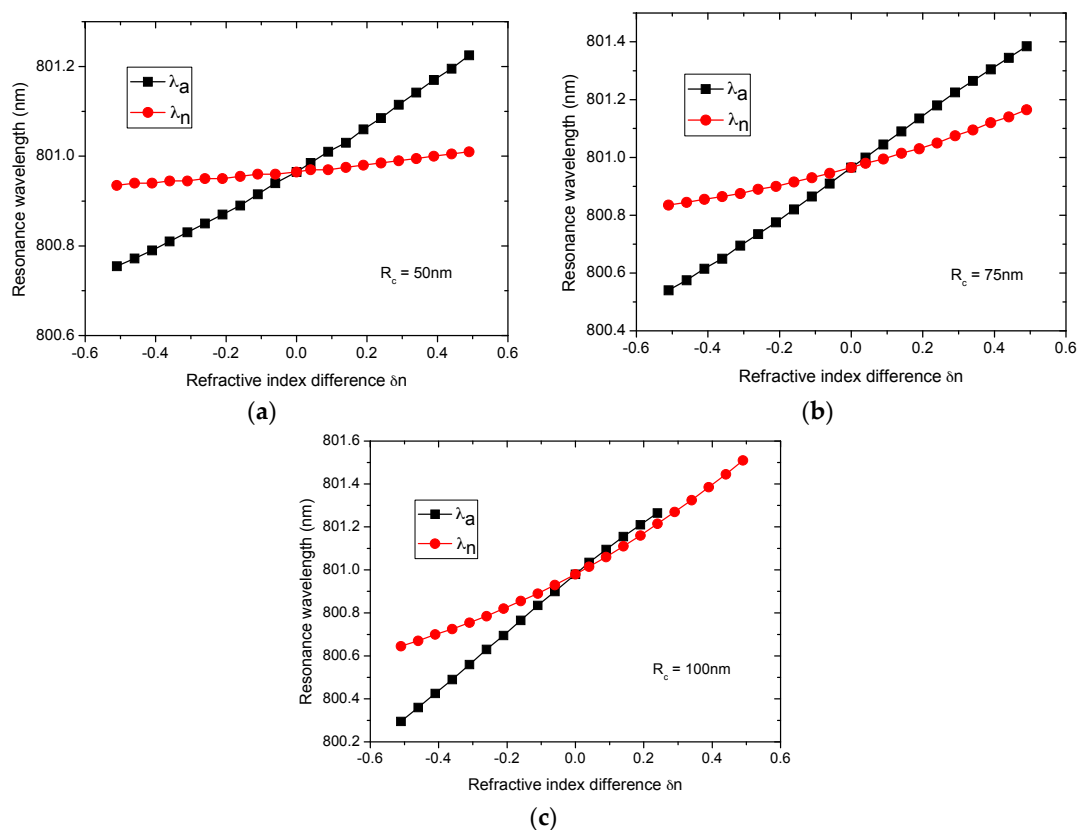 801.2
801.0
800.8
800.6
Resonance wavelength (nm)
λa
λn
Rc = 50nm
-0.6 -0.4 -0.2 0.0 0.2 0.4 0.6
Refractive index difference δn
(a)
801.4
801.2
801.0
800.8
800.6
800.4
Resonance wavelength (nm)
λa
λn
Rc = 75nm
-0.6 -0.4 -0.2 0.0 0.2 0.4 0.6
Refractive index difference δn
(b)
801.6
801.4
801.2
801.0
800.8
800.6
800.4
800.2
Resonance wavelength (nm)
λa
λn
Rc = 100nm
-0.6 -0.4 -0.2 0.0 0.2 0.4 0.6
Refractive index difference δn
(c)